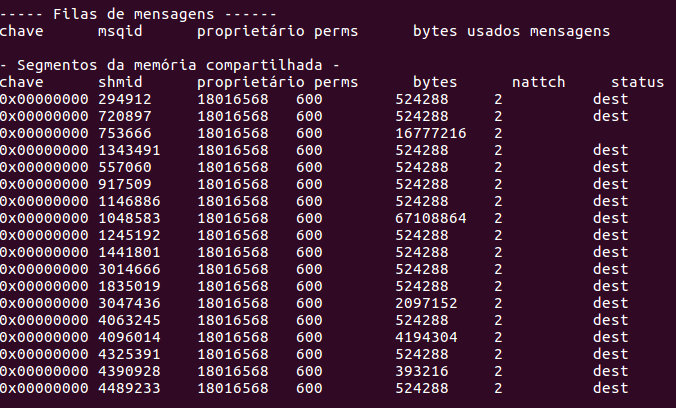 ----- Filas de mensagens ------
chave      msqid      proprietário perms      bytes usados mensagens
- Segmentos da memória compartilhada -
chave      shmid      proprietário perms      bytes      nattch     status
0x00000000 294912     18016568   600        524288     2          dest
0x00000000 720897     18016568   600        524288     2          dest
0x00000000 753666     18016568   600        16777216   2
0x00000000 1343491    18016568   600        524288     2          dest
0x00000000 557060     18016568   600        524288     2          dest
0x00000000 917509     18016568   600        524288     2          dest
0x00000000 1146886    18016568   600        524288     2          dest
0x00000000 1048583    18016568   600        67108864   2          dest
0x00000000 1245192    18016568   600        524288     2          dest
0x00000000 1441801    18016568   600        524288     2          dest
0x00000000 3014666    18016568   600        524288     2          dest
0x00000000 1835019    18016568   600        524288     2          dest
0x00000000 3047436    18016568   600        2097152    2          dest
0x00000000 4063245    18016568   600        524288     2          dest
0x00000000 4096014    18016568   600        4194304    2          dest
0x00000000 4325391    18016568   600        524288     2          dest
0x00000000 4390928    18016568   600        393216     2          dest
0x00000000 4489233    18016568   600        524288     2          dest